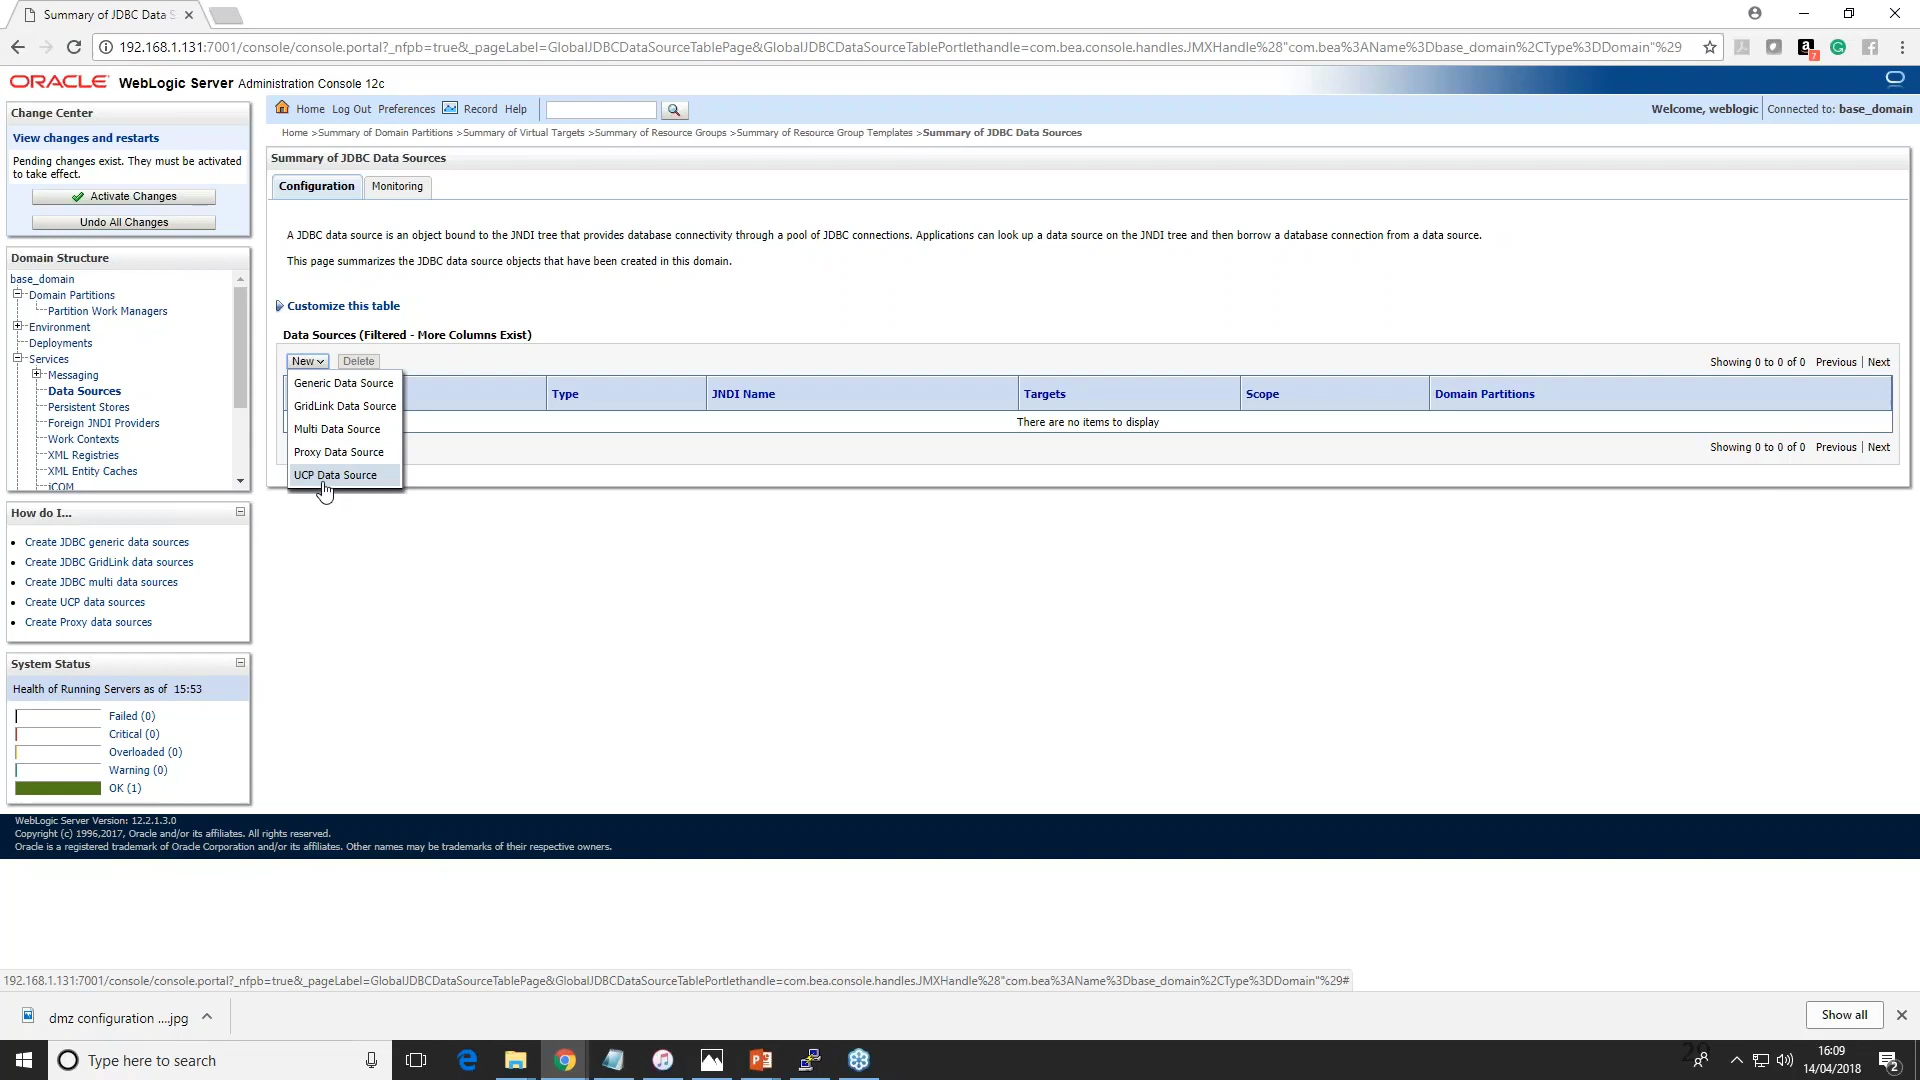 Summary of JDBC Data S
192.168.1.131:7001/console/console.portal?_nfpb=true&_pageLabel=GlobalJDBCDataSourceTablePage&GlobalJDBCDataSourceTablePortlethandle=com.bea.console.handles.JMXHandle%28"com.bea%3AName%3Dbase_domain%2CType%3DDomain"%29
ORACLE WebLogic Server Administration Console 12c
Change Center
View changes and restarts
Pending changes exist. They must be activated
to take effect.
Activate Changes
Undo All Changes
Domain Structure
base_domain
Domain Partitions
Partition Work Managers
Environment
Deployments
Services
Messaging
Data Sources
Persistent Stores
Foreign JNDI Providers
Work Contexts
XML Registries
XML Entity Caches
jCOM
How do I...
Create JDBC generic data sources
Create JDBC GridLink data sources
Create JDBC multi data sources
Create UCP data sources
Create Proxy data sources
System Status
Health of Running Servers as of 15:53
Failed (0)
Critical (0)
Overloaded (0)
Warning (0)
OK (1)
Home Log Out Preferences Record Help
Welcome, weblogic Connected to: base_domain
Home >Summary of Domain Partitions >Summary of Virtual Targets >Summary of Resource Groups >Summary of Resource Group Templates >Summary of JDBC Data Sources
Summary of JDBC Data Sources
Configuration Monitoring
A JDBC data source is an object bound to the JNDI tree that provides database connectivity through a pool of JDBC connections. Applications can look up a data source on the JNDI tree and then borrow a database connection from a data source.
This page summarizes the JDBC data source objects that have been created in this domain.
Customize this table
Data Sources (Filtered - More Columns Exist)
New Delete
Showing 0 to 0 of 0 Previous | Next
Generic Data Source
GridLink Data Source
Multi Data Source
Proxy Data Source
UCP Data Source
Type JNDI Name Targets Scope Domain Partitions
There are no items to display
Showing 0 to 0 of 0 Previous | Next
WebLogic Server Version: 12.2.1.3.0
Copyright (c) 1996,2017, Oracle and/or its affiliates. All rights reserved.
Oracle is a registered trademark of Oracle Corporation and/or its affiliates. Other names may be trademarks of their respective owners.
192.168.1.131:7001/console/console.portal?_nfpb=true&_pageLabel=GlobalJDBCDataSourceTablePage&GlobalJDBCDataSourceTablePortlethandle=com.bea.console.handles.JMXHandle%28"com.bea%3AName%3Dbase_domain%2CType%3DDomain"%29#
dmz configuration ....jpg
Show all
Type here to search
16:09
14/04/2018
2